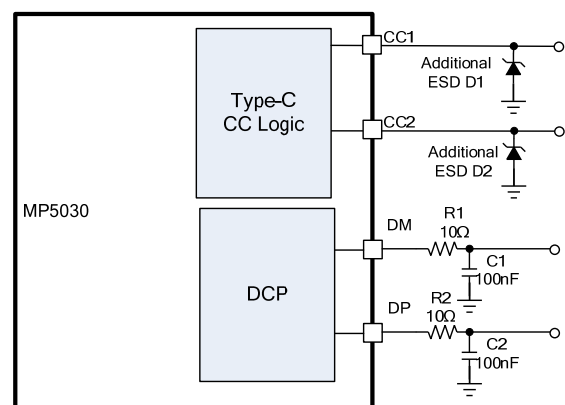 CC1
Additional
ESD D1
Type-C
CC Logic
CC2
Additional
ESD D2
MP5030
DM
R1
10Ω
C1
100nF
DCP
DP
R2
10Ω
C2
100nF